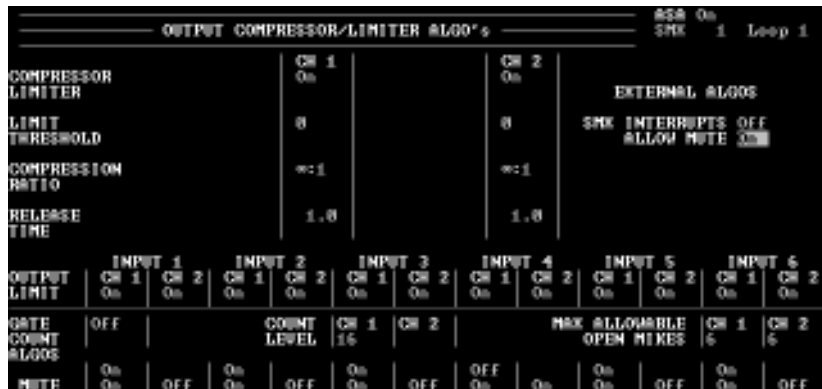 ASA On
OUTPUT COMPRESSOR/LIMITER ALGO's SMX 1 Loop 1
CH 1 CH 2
COMPRESSOR On On
LIMITER EXTERNAL ALGOS
LIMIT 0 0 SMX INTERRUPTS OFF
THRESHOLD ALLOW MUTE On
COMPRESSION ∞:1 ∞:1
RATIO
RELEASE 1.0 1.0
TIME
INPUT 1 INPUT 2 INPUT 3 INPUT 4 INPUT 5 INPUT 6
OUTPUT CH 1 CH 2 CH 1 CH 2 CH 1 CH 2 CH 1 CH 2 CH 1 CH 2 CH 1 CH 2
LIMIT On On On On On On On On On On On On
GATE OFF COUNT CH 1 CH 2 MAX ALLOWABLE CH 1 CH 2
COUNT LEVEL 16 OPEN MIKES 6 6
ALGOS
On On On OFF On On
MUTE On OFF On OFF On OFF On On On OFF On OFF